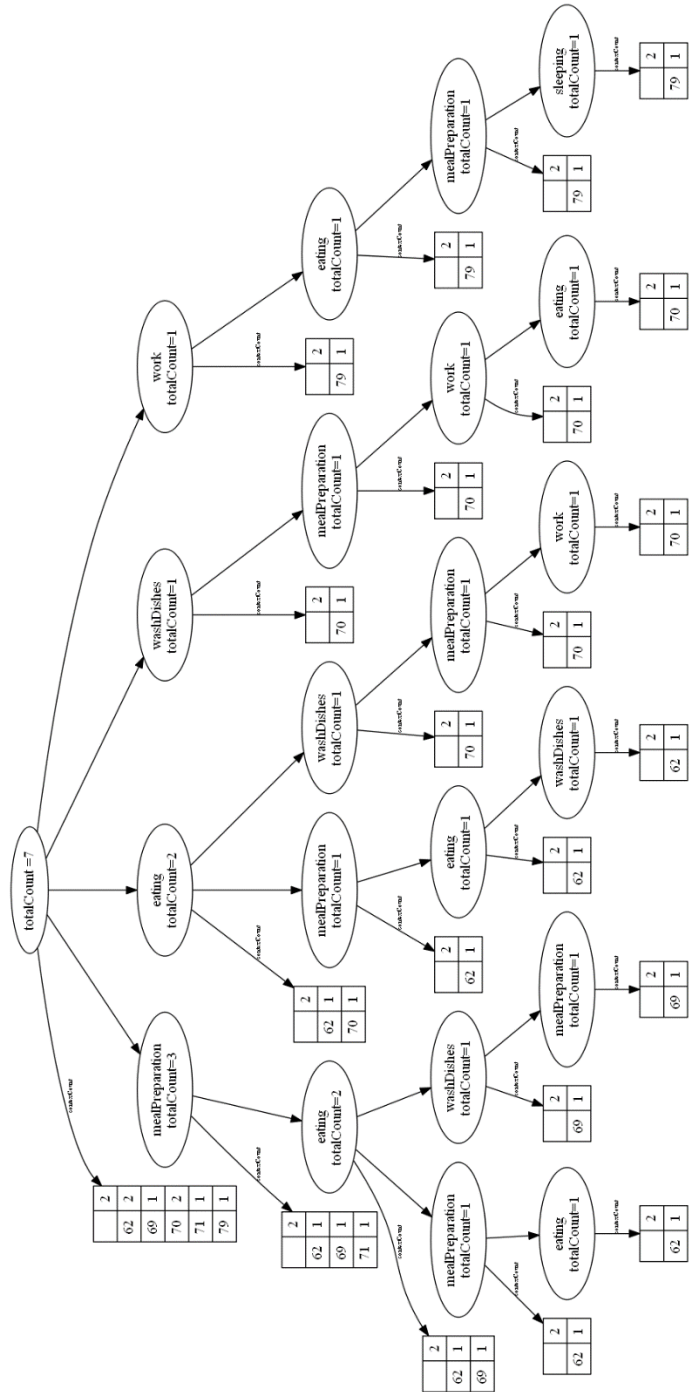 totalCount =7
2
62 2
69 1
70 2
71 1
79 1
mealPreparation
totalCount=3
eating
totalCount=2
washDishes
totalCount=1
work
totalCount=1
2
62 1
69 1
71 1
eating
totalCount=2
2
62 1
70 1
mealPreparation
totalCount=1
washDishes
totalCount=1
2
70 1
mealPreparation
totalCount=1
2
79 1
eating
totalCount=1
2
62 1
69 1
mealPreparation
totalCount=1
washDishes
totalCount=1
2
62 1
eating
totalCount=1
2
70 1
mealPreparation
totalCount=1
2
70 1
work
totalCount=1
2
79 1
mealPreparation
totalCount=1
2
62 1
eating
totalCount=1
2
69 1
mealPreparation
totalCount=1
2
62 1
washDishes
totalCount=1
2
70 1
work
totalCount=1
2
70 1
eating
totalCount=1
2
79 1
sleeping
totalCount=1
2
62 1
2
69 1
2
62 1
2
70 1
2
70 1
2
79 1